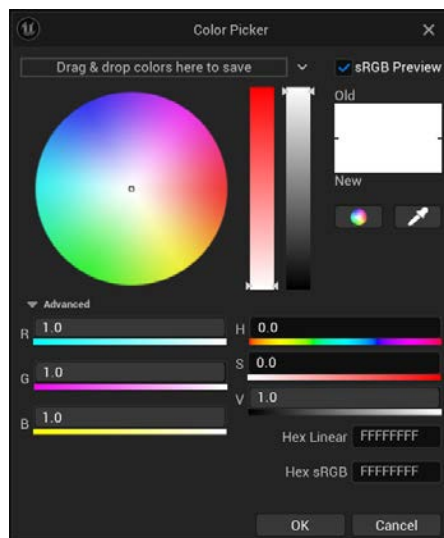 Color Picker
Drag & drop colors here to save
sRGB Preview
Old
New
Advanced
R 1.0
H 0.0
S 0.0
G 1.0
V 1.0
B 1.0
Hex Linear FFFFFFFF
Hex sRGB FFFFFFFF
OK Cancel